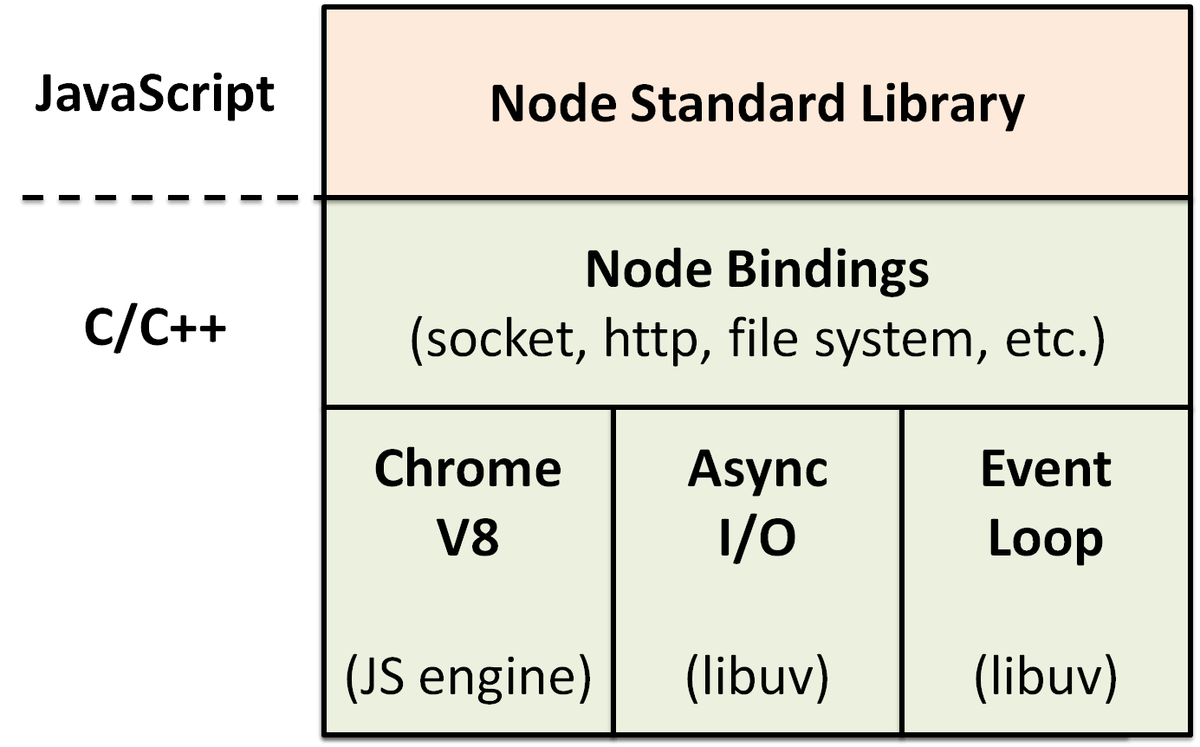 JavaScript
Node Standard Library
C/C++
Node Bindings
(socket, http, file system, etc.)
Chrome
V8
(JS engine)
Async
I/O
(libuv)
Event
Loop
(libuv)